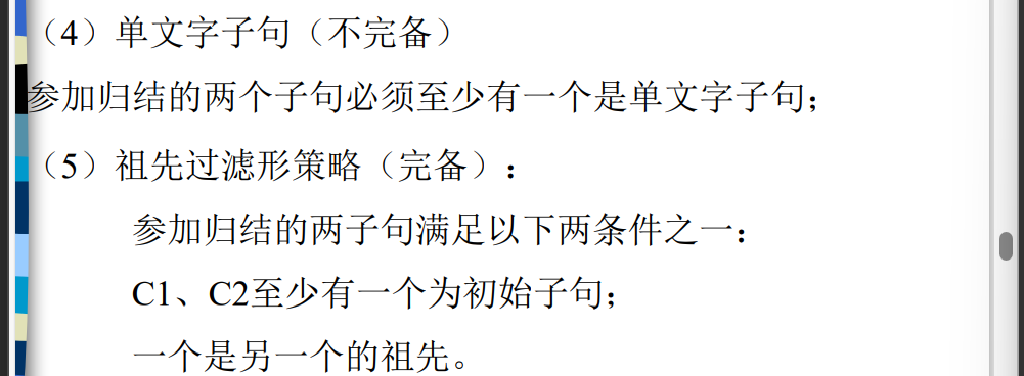 （4）单文字子句（不完备）
参加归结的两个子句必须至少有一个是单文字子句；
（5）祖先过滤形策略（完备）：
参加归结的两子句满足以下两条件之一：
C1、C2至少有一个为初始子句；
一个是另一个的祖先。